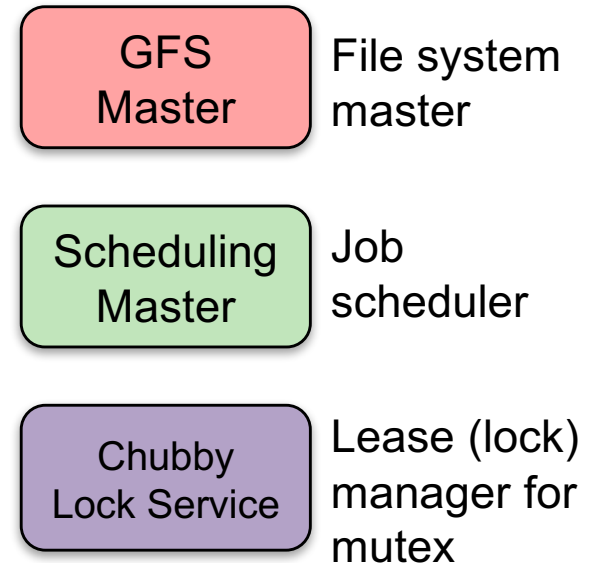 GFS
Master
File system
master
Scheduling
Master
Job
scheduler
Chubby
Lock Service
Lease (lock)
manager for
mutex